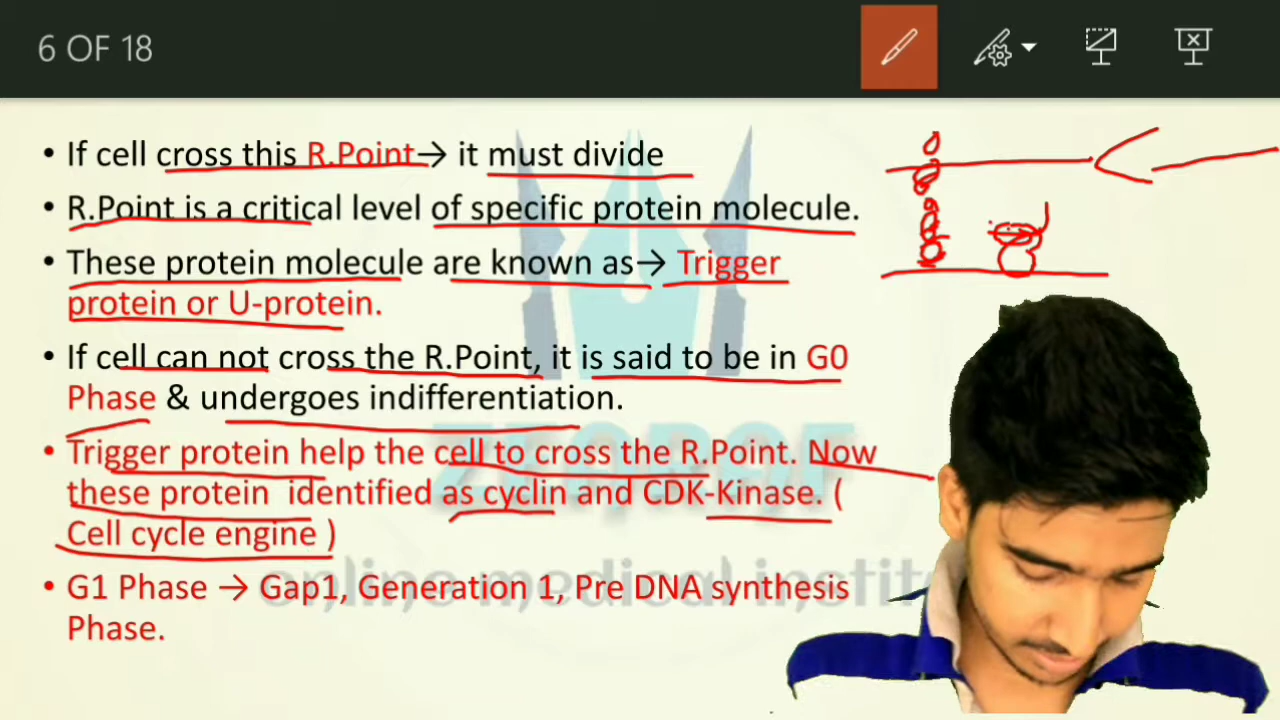 6 OF 18
• If cell cross this R.Point→ it must divide
• R.Point is a critical level of specific protein molecule.
• These protein molecule are known as→ Trigger
protein or U-protein.
• If cell can not cross the R.Point, it is said to be in G0
Phase & undergoes indifferentiation.
• Trigger protein help the cell to cross the R.Point. Now
these protein identified as cyclin and CDK-Kinase. (
Cell cycle engine )
• G1 Phase → Gap1, Generation 1, Pre DNA synthesis
Phase.
online medical